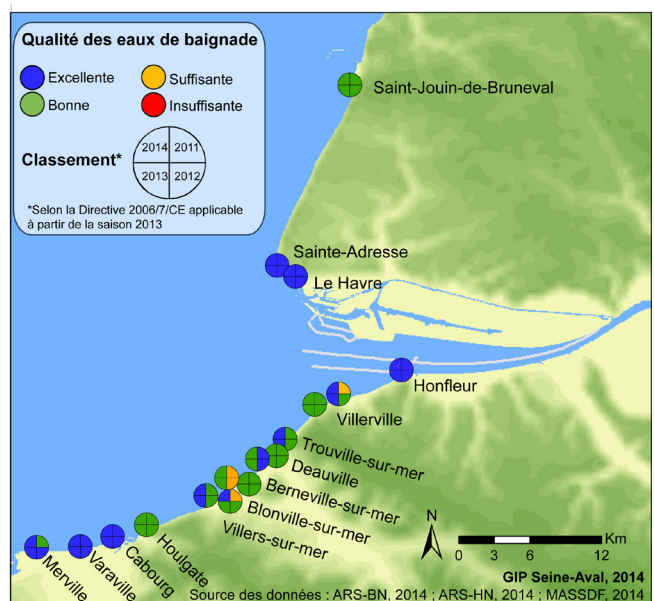 Qualité des eaux de baignade
Excellente
Suffisante
Bonne
Insuffisante
Classement*
2014
2011
2013
2012
*Selon la Directive 2006/7/CE applicable
à partir de la saison 2013
Saint-Jouin-de-Bruneval
Sainte-Adresse
Le Havre
Honfleur
Villerville
Trouville-sur-mer
Deauville
Berneville-sur-mer
Blonville-sur-mer
Villers-sur-mer
Houlgate
Cabourg
Varaville
Merville
N
Km
0 3 6 12
GIP Seine-Aval, 2014
Source des données : ARS-BN, 2014 ; ARS-HN, 2014 ; MASSDF, 2014